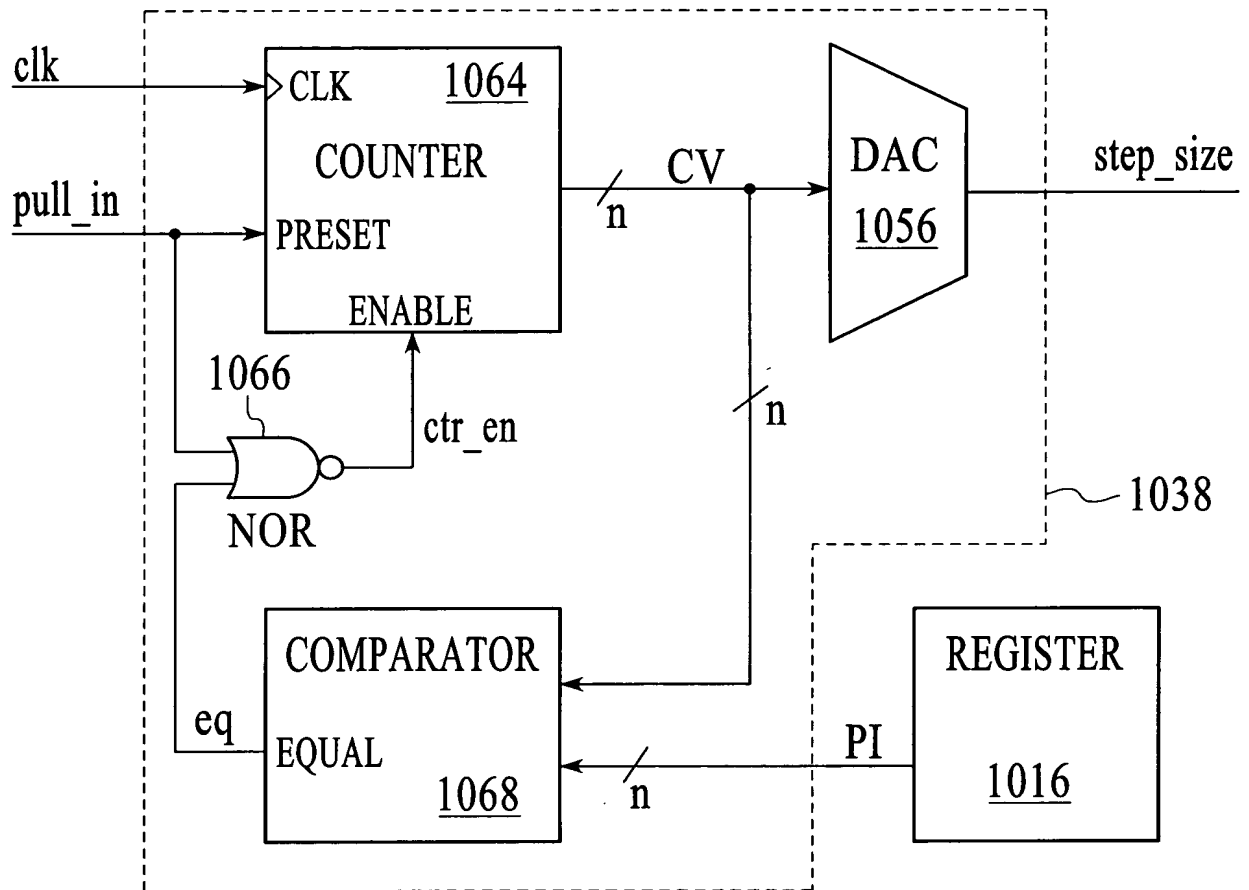 clk
CLK
1064
COUNTER
pull_in
PRESET
ENABLE
n
CV
DAC
1056
step_size
1066
ctr_en
NOR
n
1038
COMPARATOR
eq
EQUAL
1068
n
PI
REGISTER
1016